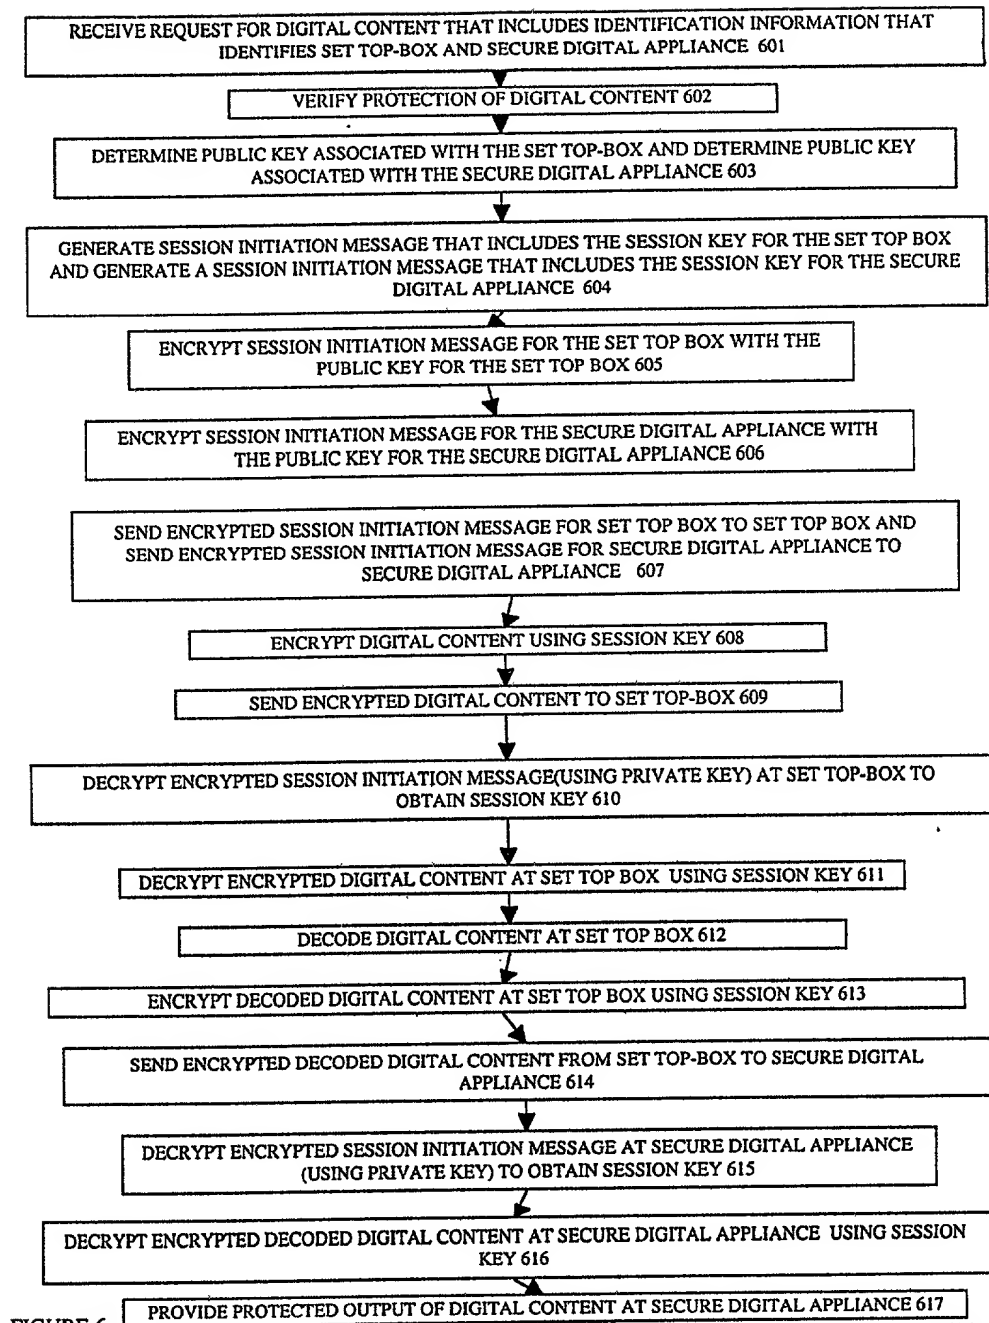 RECEIVE REQUEST FOR DIGITAL CONTENT THAT INCLUDES IDENTIFICATION INFORMATION THAT
IDENTIFIES SET TOP-BOX AND SECURE DIGITAL APPLIANCE 601
VERIFY PROTECTION OF DIGITAL CONTENT 602
DETERMINE PUBLIC KEY ASSOCIATED WITH THE SET TOP-BOX AND DETERMINE PUBLIC KEY
ASSOCIATED WITH THE SECURE DIGITAL APPLIANCE 603
GENERATE SESSION INITIATION MESSAGE THAT INCLUDES THE SESSION KEY FOR THE SET TOP BOX
AND GENERATE A SESSION INITIATION MESSAGE THAT INCLUDES THE SESSION KEY FOR THE SECURE
DIGITAL APPLIANCE 604
ENCRYPT SESSION INITIATION MESSAGE FOR THE SET TOP BOX WITH THE
PUBLIC KEY FOR THE SET TOP BOX 605
ENCRYPT SESSION INITIATION MESSAGE FOR THE SECURE DIGITAL APPLIANCE WITH
THE PUBLIC KEY FOR THE SECURE DIGITAL APPLIANCE 606
SEND ENCRYPTED SESSION INITIATION MESSAGE FOR SET TOP BOX TO SET TOP BOX AND
SEND ENCRYPTED SESSION INITIATION MESSAGE FOR SECURE DIGITAL APPLIANCE TO
SECURE DIGITAL APPLIANCE 607
ENCRYPT DIGITAL CONTENT USING SESSION KEY 608
SEND ENCRYPTED DIGITAL CONTENT TO SET TOP-BOX 609
DECRYPT ENCRYPTED SESSION INITIATION MESSAGE(USING PRIVATE KEY) AT SET TOP-BOX TO
OBTAIN SESSION KEY 610
DECRYPT ENCRYPTED DIGITAL CONTENT AT SET TOP BOX USING SESSION KEY 611
DECODE DIGITAL CONTENT AT SET TOP BOX 612
ENCRYPT DECODED DIGITAL CONTENT AT SET TOP BOX USING SESSION KEY 613
SEND ENCRYPTED DECODED DIGITAL CONTENT FROM SET TOP-BOX TO SECURE DIGITAL
APPLIANCE 614
DECRYPT ENCRYPTED SESSION INITIATION MESSAGE AT SECURE DIGITAL APPLIANCE
(USING PRIVATE KEY) TO OBTAIN SESSION KEY 615
DECRYPT ENCRYPTED DECODED DIGITAL CONTENT AT SECURE DIGITAL APPLIANCE USING SESSION
KEY 616
PROVIDE PROTECTED OUTPUT OF DIGITAL CONTENT AT SECURE DIGITAL APPLIANCE 617
FIGURE 6